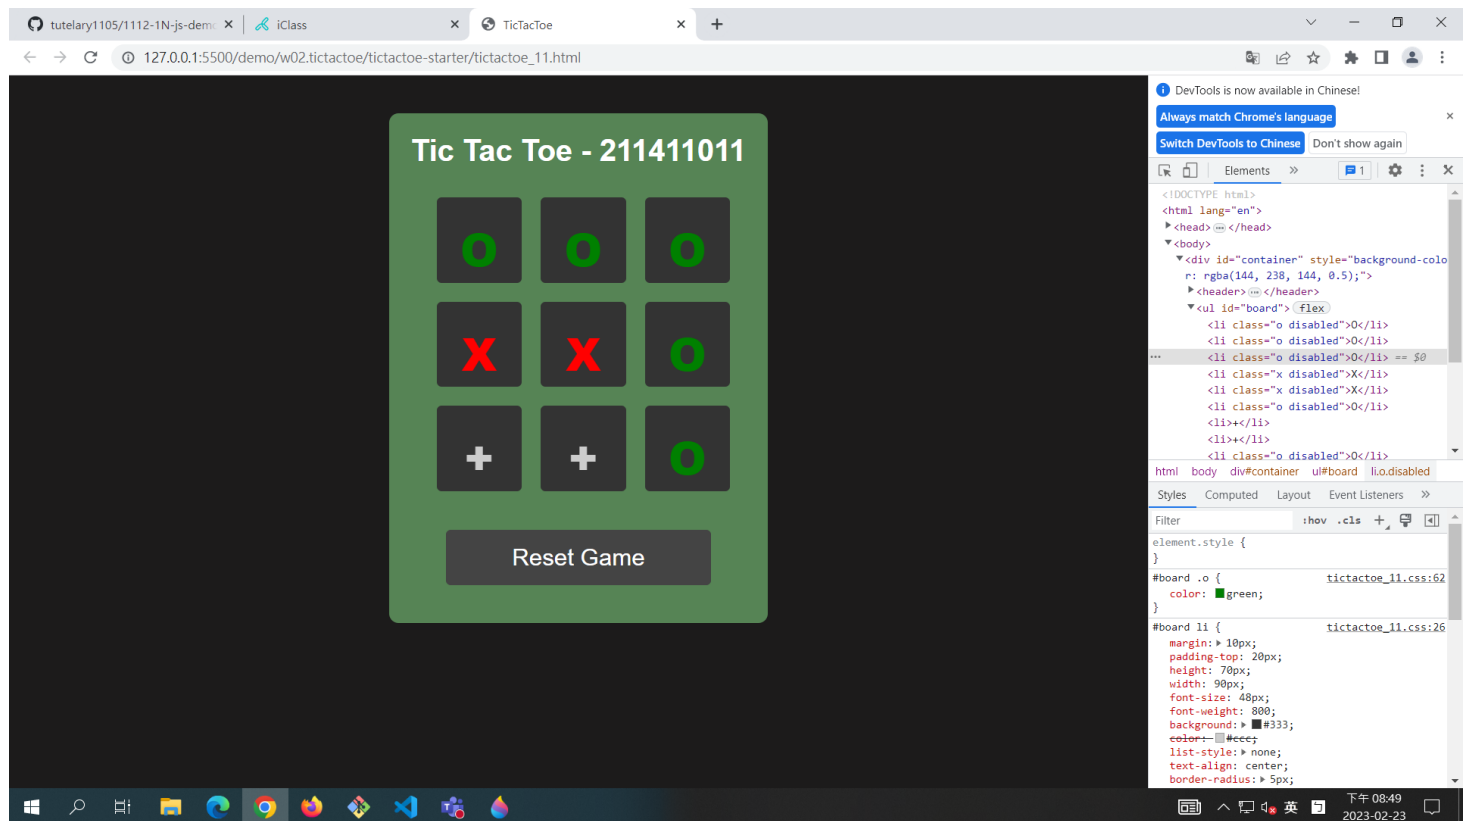 tutelary1105/1112-1N-js-dem
iClass
TicTacToe
127.0.0.1:5500/demo/w02.tictactoe/tictactoe-starter/tictactoe_11.html
Tic Tac Toe - 211411011
O O O
X X O
+ + O
Reset Game
DevTools is now available in Chinese!
Always match Chrome's language
Switch DevTools to Chinese Don't show again
Elements » 1
<!DOCTYPE html>
<html lang="en">
<head> ⋯ </head>
<body>
<div id="container" style="background-colo
r: rgba(144, 238, 144, 0.5);">
<header> ⋯ </header>
<ul id="board"> flex
<li class="o disabled">O</li>
<li class="o disabled">O</li>
<li class="o disabled">O</li> == $0
<li class="x disabled">X</li>
<li class="x disabled">X</li>
<li class="o disabled">O</li>
<li>+</li>
<li>+</li>
<li class="o disabled">O</li>
html body div#container ul#board li.o.disabled
Styles Computed Layout Event Listeners »
Filter :hov .cls +
element.style {
}
#board .o { tictactoe_11.css:62
color: green;
}
#board li { tictactoe_11.css:26
margin: 10px;
padding-top: 20px;
height: 70px;
width: 90px;
font-size: 48px;
font-weight: 800;
background: #333;
color: #ccc;
list-style: none;
text-align: center;
border-radius: 5px;
英
下午 08:49
2023-02-23